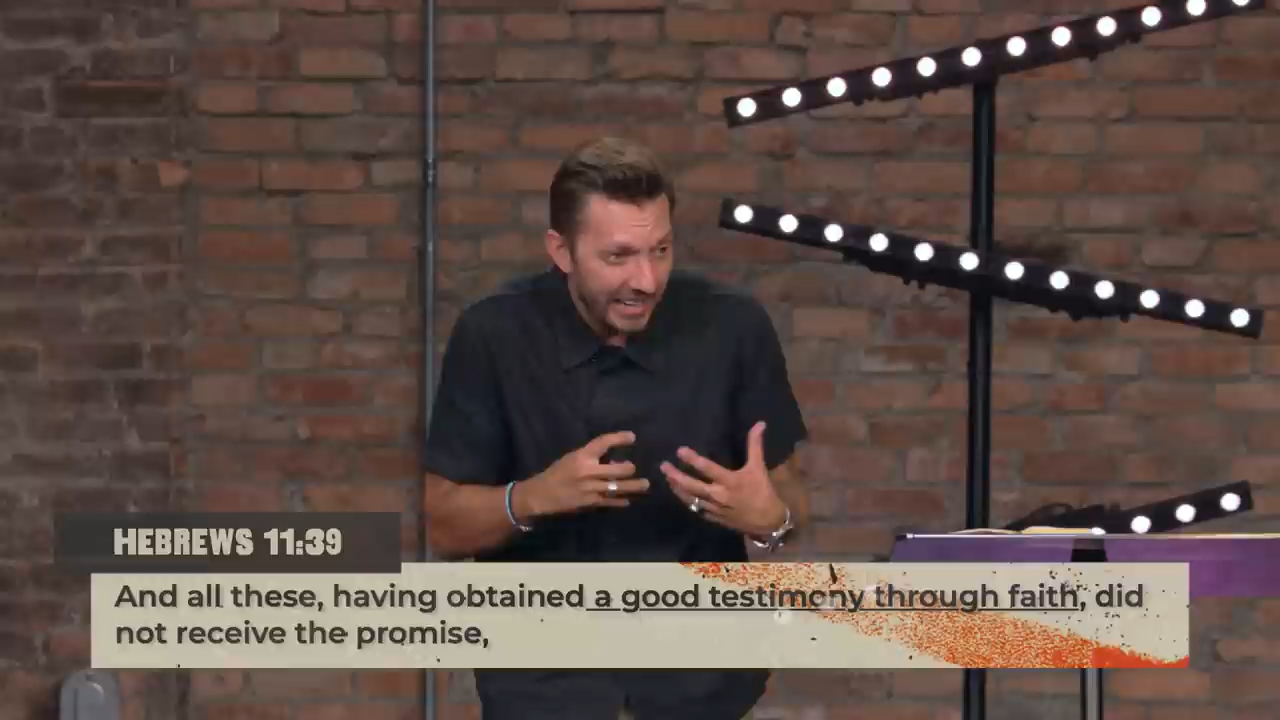 HEBREWS 11:39
And all these, having obtained a good testimony through faith, did
not receive the promise,